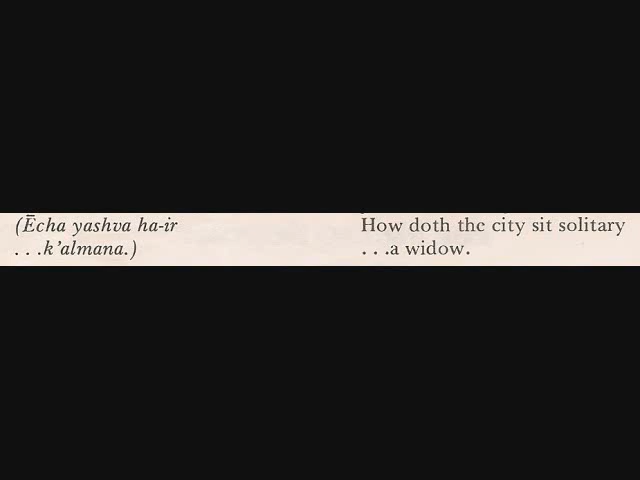 (Ēcha yashva ha-ir
. . .k’almana.)
How doth the city sit solitary
. . .a widow.